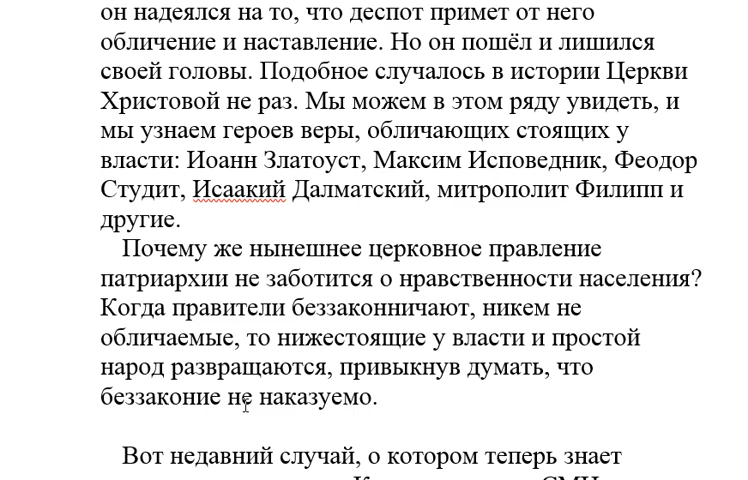 он надеялся на то, что деспот примет от него
обличение и наставление. Но он пошёл и лишился
своей головы. Подобное случалось в истории Церкви
Христовой не раз. Мы можем в этом ряду увидеть, и
мы узнаем героев веры, обличающих стоящих у
власти: Иоанн Златоуст, Максим Исповедник, Феодор
Студит, Исаакий Далматский, митрополит Филипп и
другие.
Почему же нынешнее церковное правление
патриархии не заботится о нравственности населения?
Когда правители беззаконничают, никем не
обличаемые, то нижестоящие у власти и простой
народ развращаются, привыкнув думать, что
беззаконие не наказуемо.
Вот недавний случай, о котором теперь знает